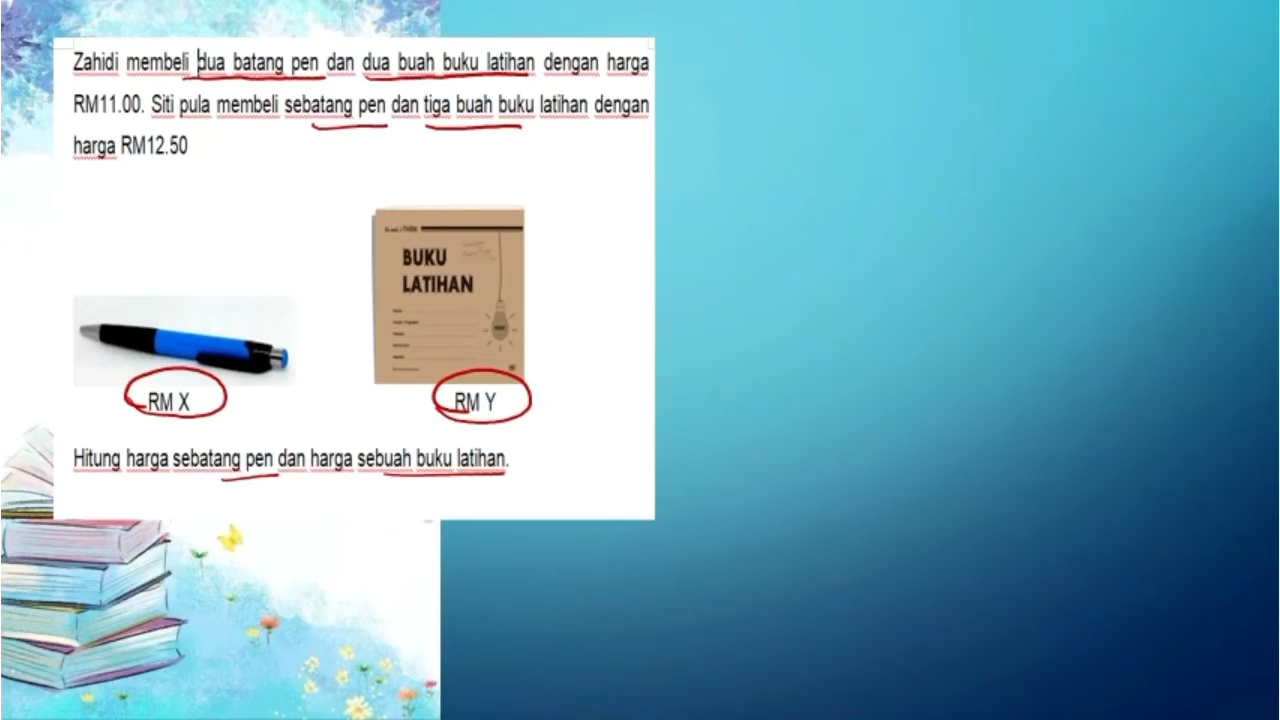 Zahidi membeli dua batang pen dan dua buah buku latihan dengan harga
RM11.00. Siti pula membeli sebatang pen dan tiga buah buku latihan dengan
harga RM12.50
BUKU
LATIHAN
RM X
RM Y
Hitung harga sebatang pen dan harga sebuah buku latihan.